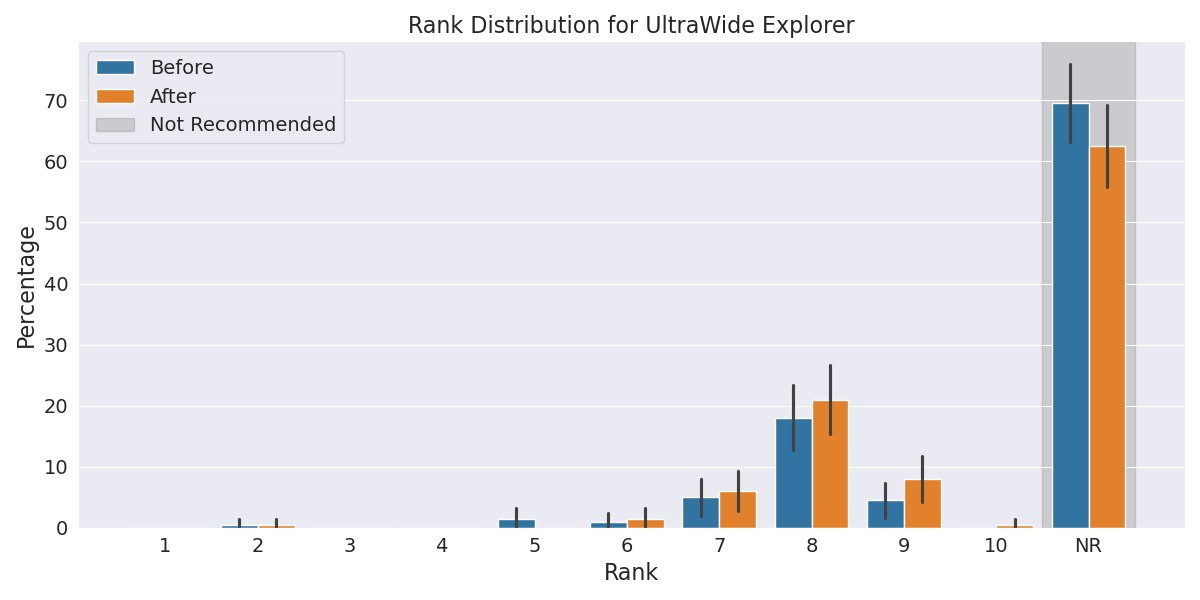 Rank Distribution for UltraWide Explorer
Before
After
Not Recommended
Percentage
70
60
50
40
30
20
10
0
1 2 3 4 5 6 7 8 9 10 NR
Rank